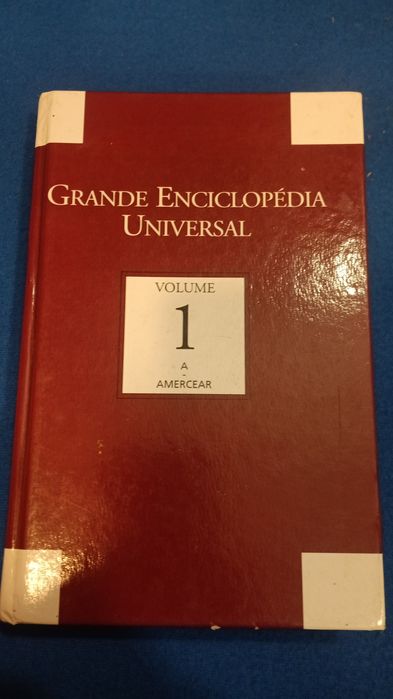 GRANDE ENCICLOPÉDIA
UNIVERSAL
VOLUME
1
A
-
AMERCEAR